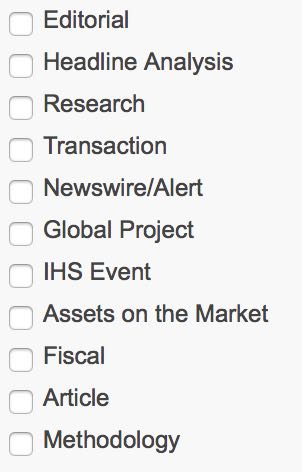 Editorial
Headline Analysis
Research
Transaction
Newswire/Alert
Global Project
IHS Event
Assets on the Market
Fiscal
Article
Methodology